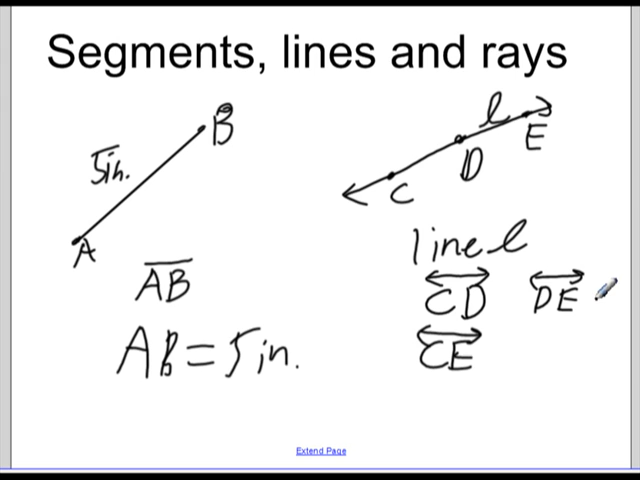 Segments, lines and rays
B
5in.
A
AB
AB = 5in.
l
E
D
C
line l
CD DE
CE
Extend Page